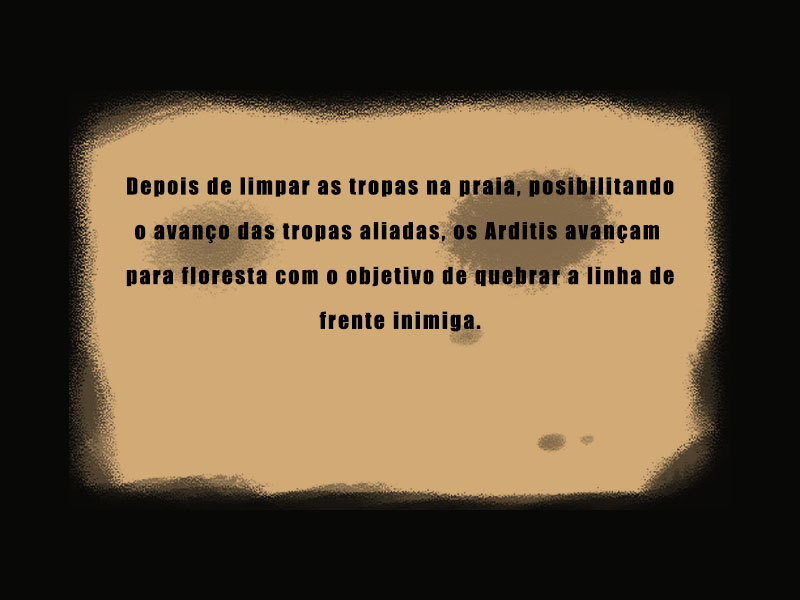 Depois de limpar as tropas na praia, posibilitando
o avanço das tropas aliadas, os Arditis avançam
para floresta com o objetivo de quebrar a linha de
frente inimiga.